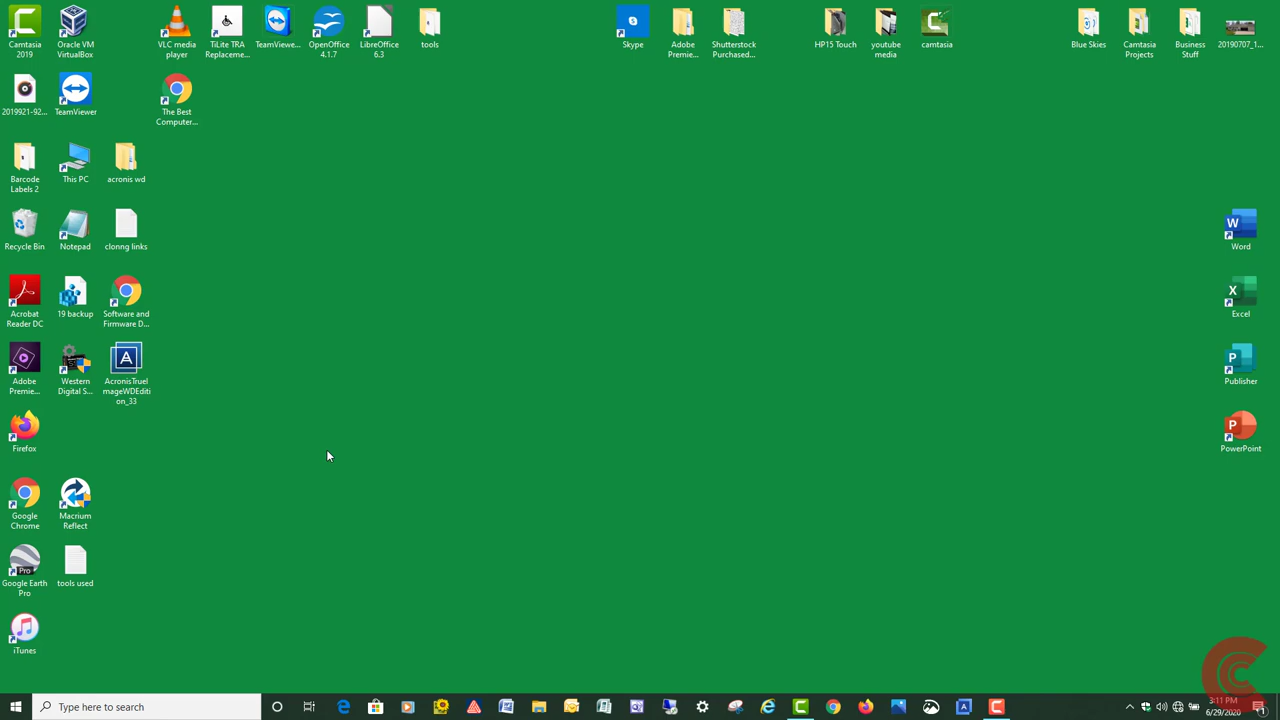 Camtasia
2019
Oracle VM
VirtualBox
VLC media
player
TiLite TRA
Replaceme...
TeamViewe...
OpenOffice
4.1.7
LibreOffice
6.3
tools
Skype
Adobe
Premie...
Shutterstock
Purchased...
HP15 Touch
youtube
media
camtasia
Blue Skies
Camtasia
Projects
Business
Stuff
20190707_1...
2019921-92...
TeamViewer
The Best
Computer...
Barcode
Labels 2
This PC
acronis wd
Recycle Bin
Notepad
clonng links
Word
Acrobat
Reader DC
19 backup
Software and
Firmware D...
Excel
Adobe
Premie...
Western
Digital S...
AcronisTrueI
mageWDEditi
on_33
Publisher
Firefox
PowerPoint
Google
Chrome
Macrium
Reflect
Pro
Google Earth
Pro
tools used
iTunes
Type here to search
3:11 PM
6/29/2020